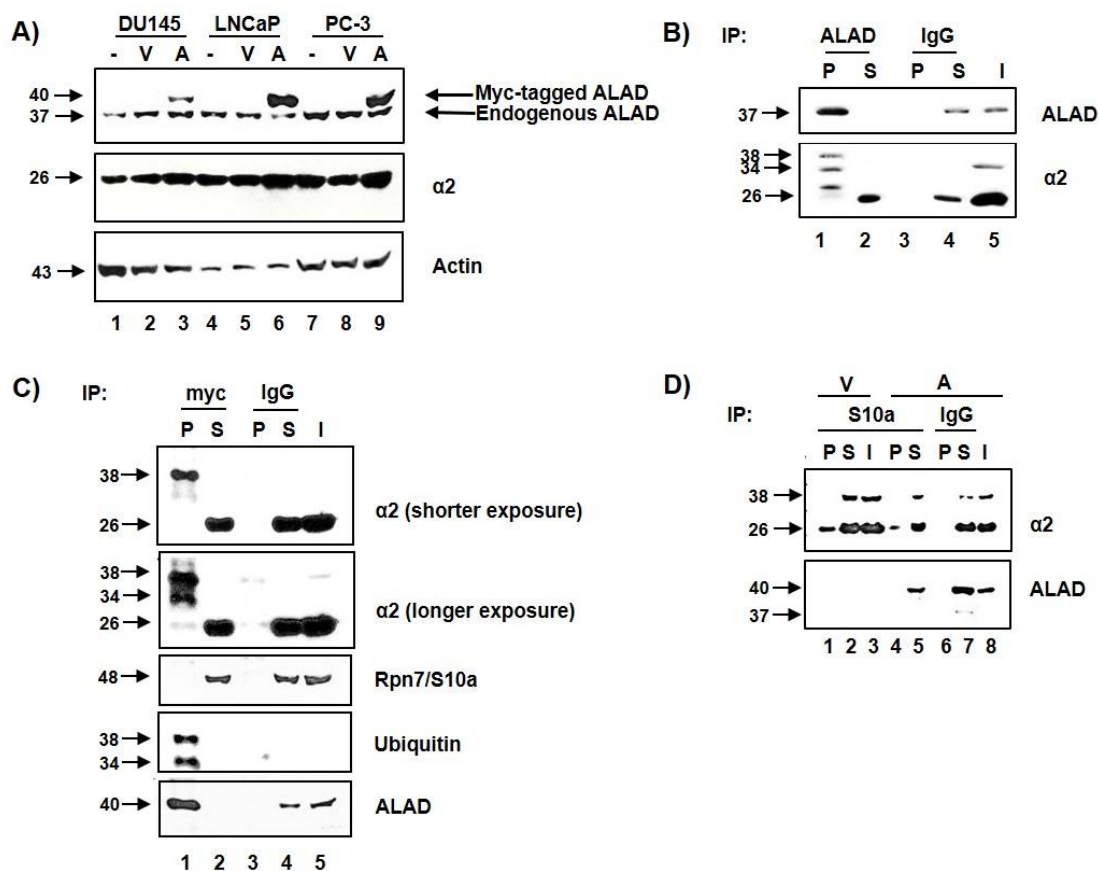 A)
DU145 LNCaP PC-3
- V A - V A - V A
40
37
Myc-tagged ALAD
Endogenous ALAD
26
α2
43
Actin
1 2 3 4 5 6 7 8 9
B)
IP: ALAD IgG
P S P S I
37
ALAD
38
34
26
α2
1 2 3 4 5
C)
IP: myc IgG
P S P S I
38
26
α2 (shorter exposure)
38
34
26
α2 (longer exposure)
48
Rpn7/S10a
38
34
Ubiquitin
40
ALAD
1 2 3 4 5
D)
V A
IP: S10a IgG
P S I P S P S I
38
26
α2
40
37
ALAD
1 2 3 4 5 6 7 8